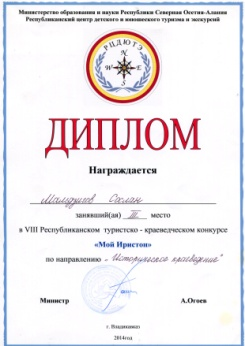 Министерство образования и науки Республики Северная Осетия-Алания
Республиканский центр детского и юношеского туризма и экскурсий
РЦДЮТЭ
N
W E
S
ДИПЛОМ
Награждается
Сослан
занявший(ая) III место
в VIII Республиканском туристско - краеведческом конкурсе
«Мой Иристон»
по направлению - „Историческое краеведение"
Министр А.Огоев
г. Владикавказ
2014год